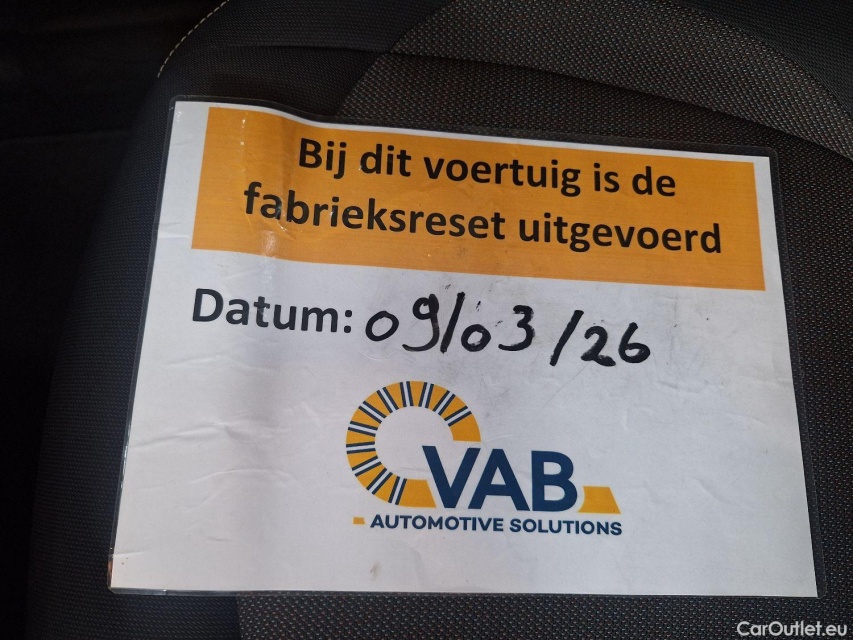 Bij dit voertuig is de
fabrieksreset uitgevoerd
Datum: 09/03/26
VAB
AUTOMOTIVE SOLUTIONS
CarOutlet.eu